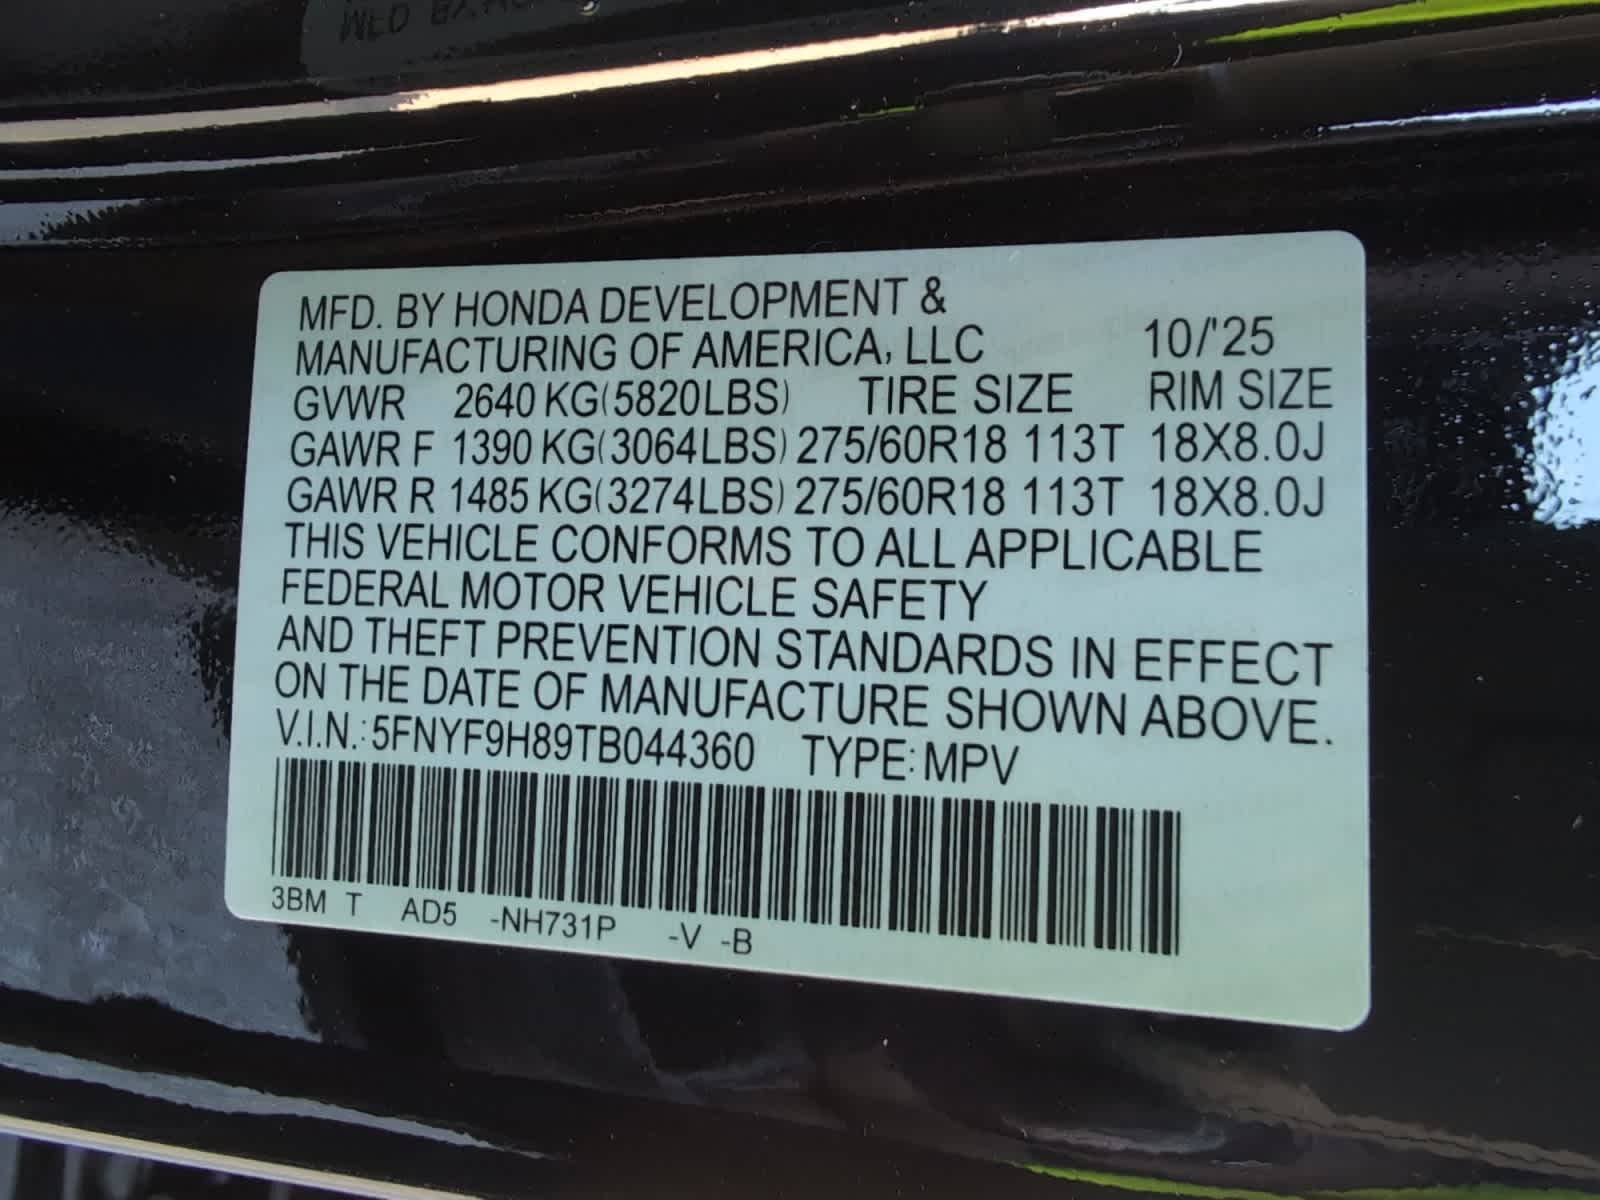 MFD. BY HONDA DEVELOPMENT &
MANUFACTURING OF AMERICA, LLC 10/'25
GVWR 2640 KG(5820LBS) TIRE SIZE RIM SIZE
GAWR F 1390 KG(3064LBS) 275/60R18 113T 18X8.0J
GAWR R 1485 KG(3274LBS) 275/60R18 113T 18X8.0J
THIS VEHICLE CONFORMS TO ALL APPLICABLE
FEDERAL MOTOR VEHICLE SAFETY
AND THEFT PREVENTION STANDARDS IN EFFECT
ON THE DATE OF MANUFACTURE SHOWN ABOVE.
V.I.N.: 5FNYF9H89TB044360 TYPE: MPV
3BM T AD5 -NH731P -V -B